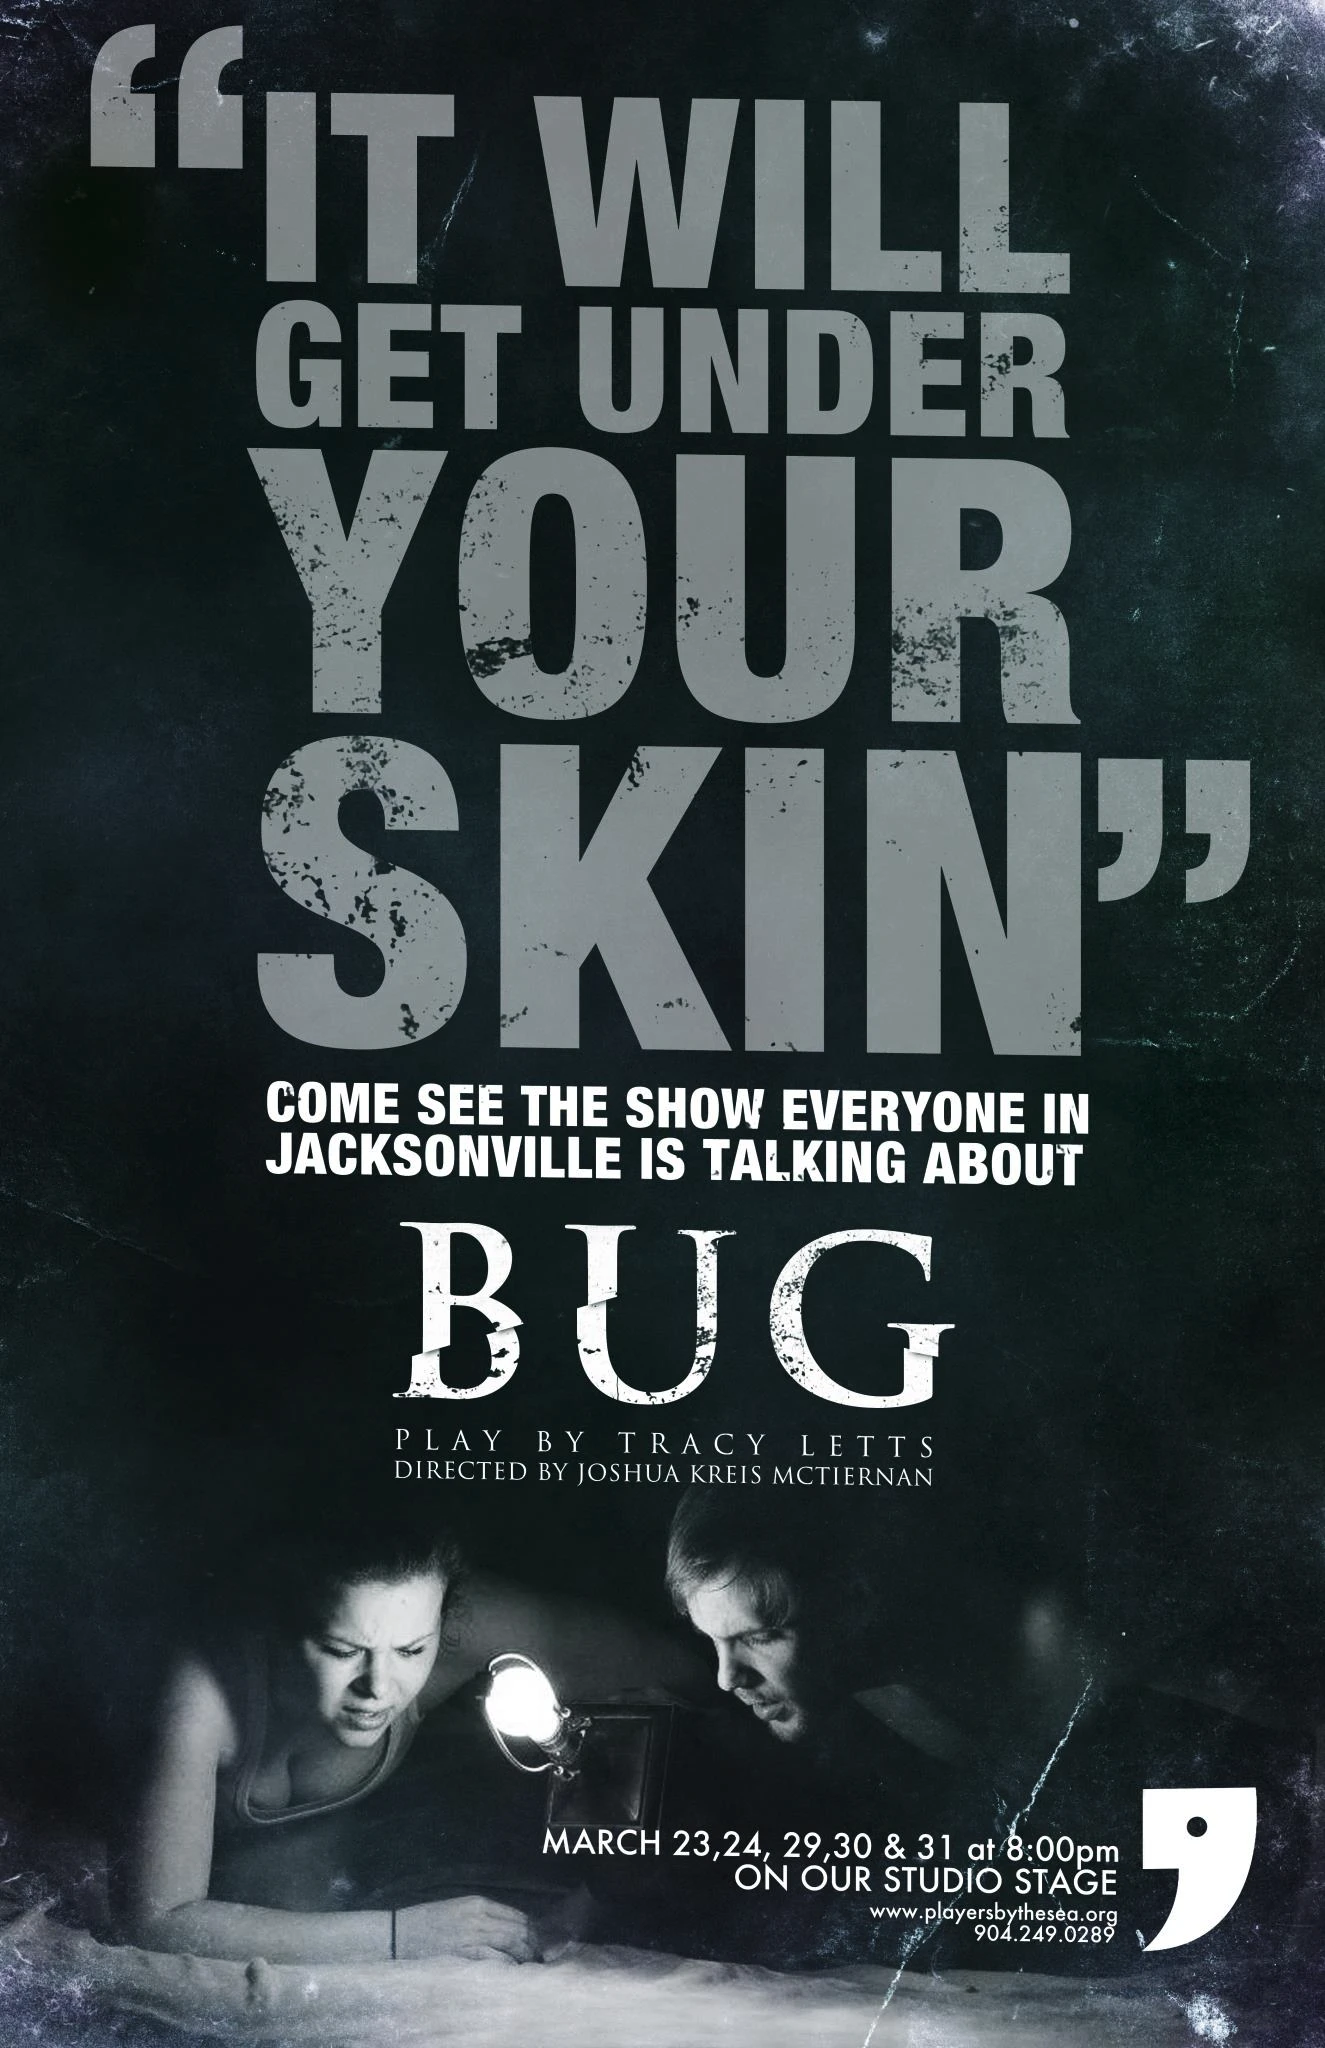 “IT WILL
GET UNDER
YOUR
SKIN”
COME SEE THE SHOW EVERYONE IN
JACKSONVILLE IS TALKING ABOUT
BUG
PLAY BY TRACY LETTS
DIRECTED BY JOSHUA KREIS MCTIERNAN
MARCH 23,24, 29,30 & 31 at 8:00pm
ON OUR STUDIO STAGE
www.playersbythesea.org
904.249.0289